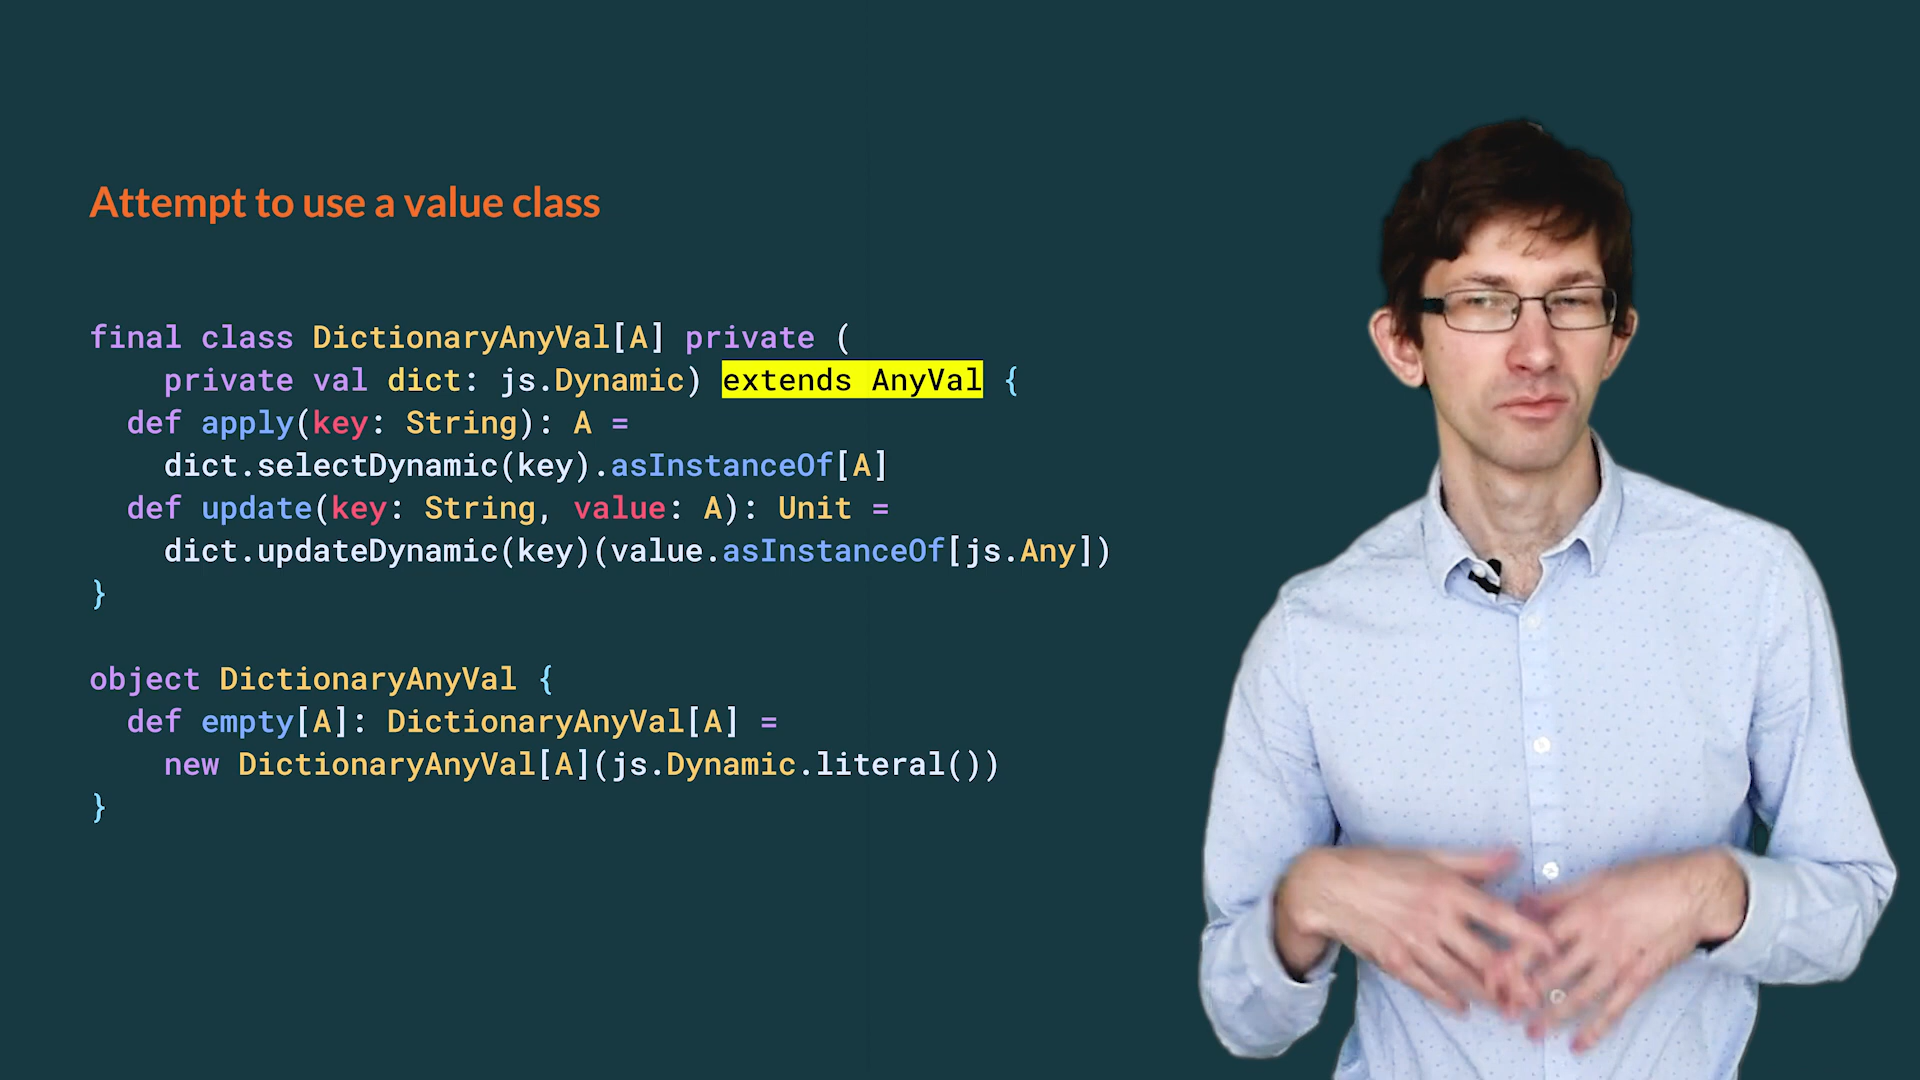 Attempt to use a value class
final class DictionaryAnyVal[A] private (
    private val dict: js.Dynamic) extends AnyVal {
  def apply(key: String): A =
    dict.selectDynamic(key).asInstanceOf[A]
  def update(key: String, value: A): Unit =
    dict.updateDynamic(key)(value.asInstanceOf[js.Any])
}
object DictionaryAnyVal {
  def empty[A]: DictionaryAnyVal[A] =
    new DictionaryAnyVal[A](js.Dynamic.literal())
}